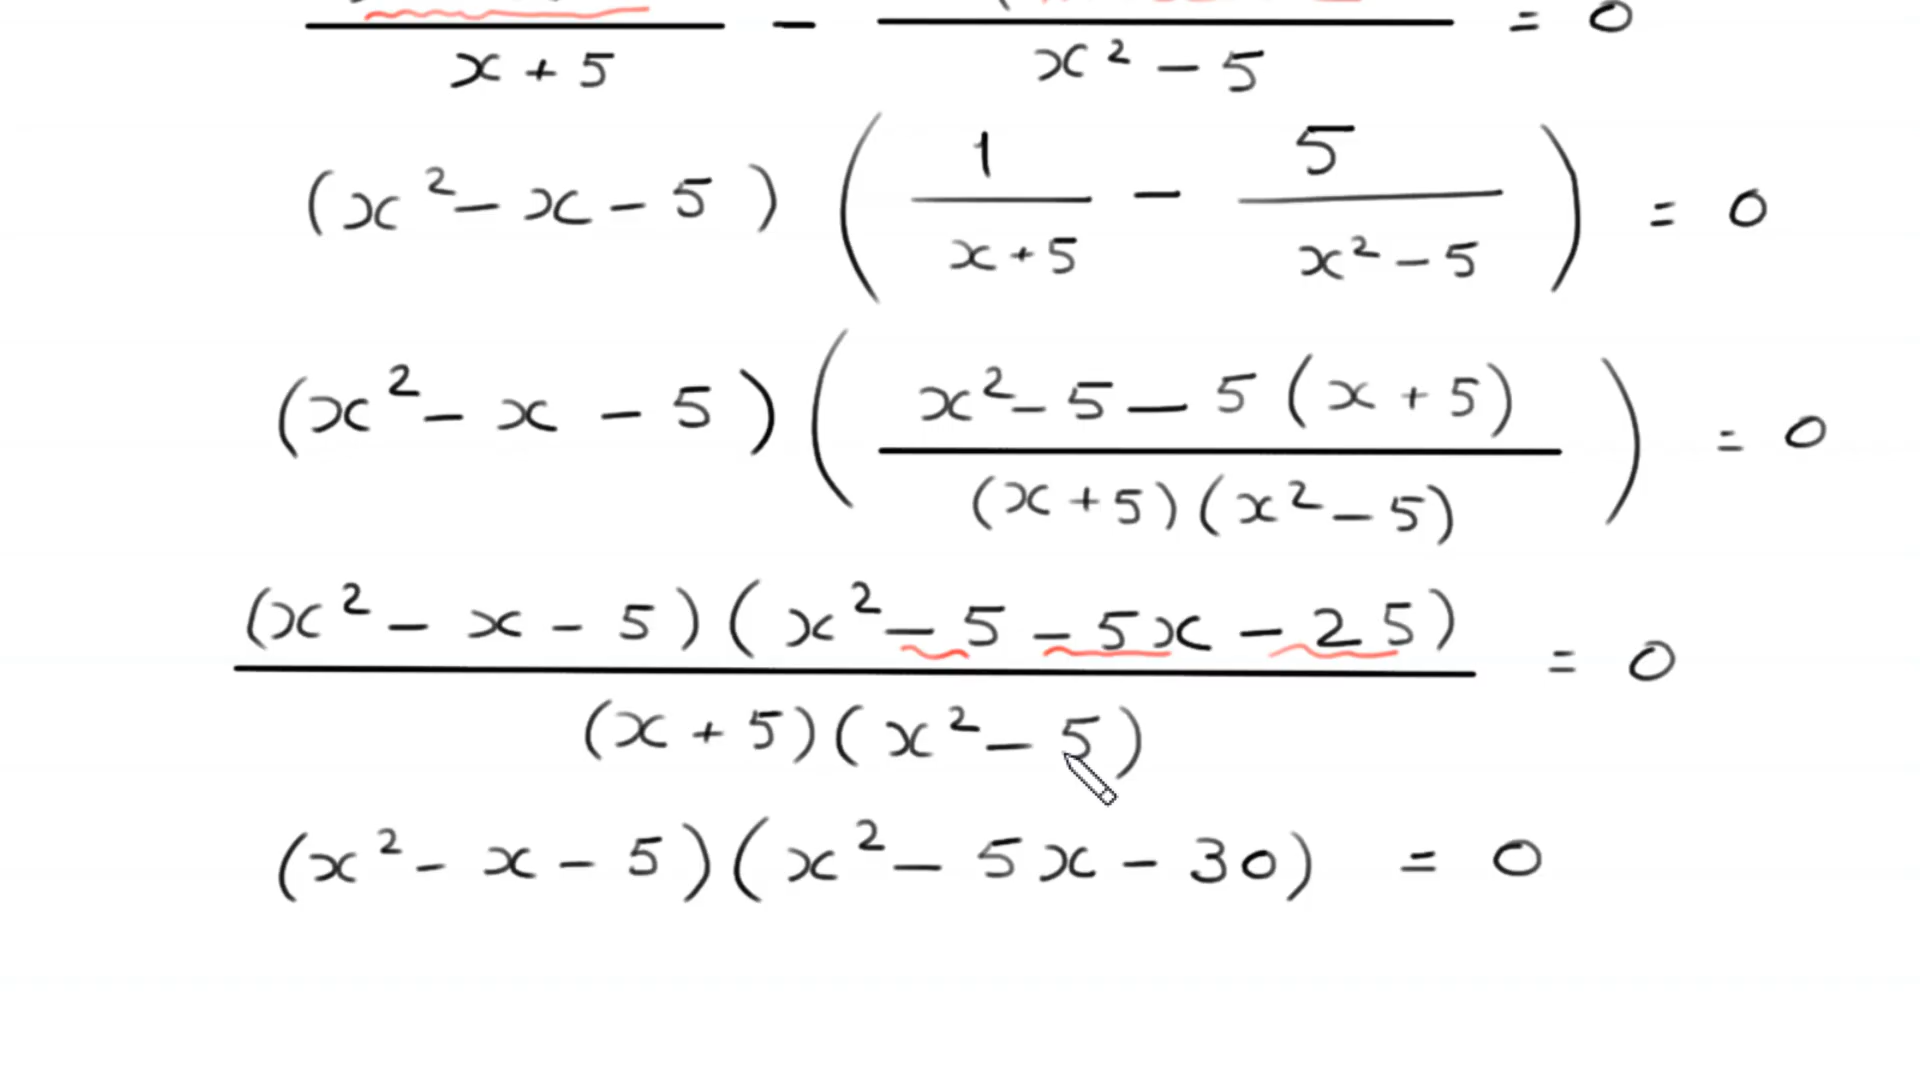 x + 5 − x² − 5 = 0
(x² − x − 5) ( 1/(x + 5) − 5/(x² − 5) ) = 0
(x² − x − 5) ( (x² − 5 − 5(x + 5))/((x + 5)(x² − 5)) ) = 0
(x² − x − 5)(x² − 5 − 5x − 25) = 0
(x + 5)(x² − 5)
(x² − x − 5)(x² − 5x − 30) = 0